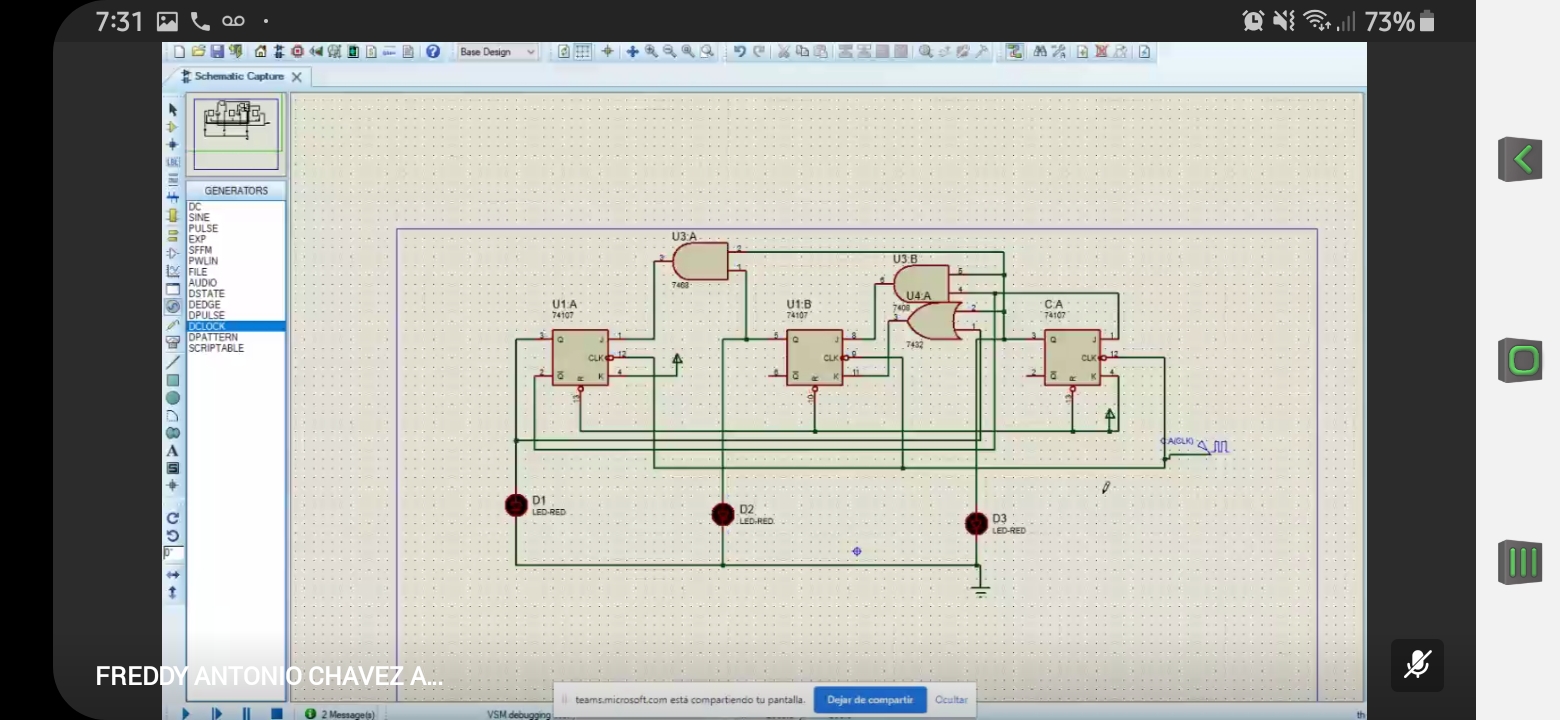 7:31
73%
Base Design
Schematic Capture
GENERATORS
DC
SINE
PULSE
EXP
SFFM
PWLIN
FILE
AUDIO
DSTATE
DEDGE
DPULSE
DCLOCK
DPATTERN
SCRIPTABLE
U3:A
2
3
1
7408
U3:B
5
6
4
7408
U4:A
2
3
1
7432
U1:A
74107
3 Q J 1
CLK 12
2 Q K 4
R
13
U1:B
74107
5 Q J 8
CLK 9
6 Q K 11
R
10
C:A
74107
3 Q J 1
CLK 12
2 Q K 4
R
13
C:A(CLK)
D1
LED-RED
D2
LED-RED
D3
LED-RED
FREDDY ANTONIO CHAVEZ A...
teams.microsoft.com está compartiendo tu pantalla.
Dejar de compartir
Ocultar
2 Message(s)
VSM debugging